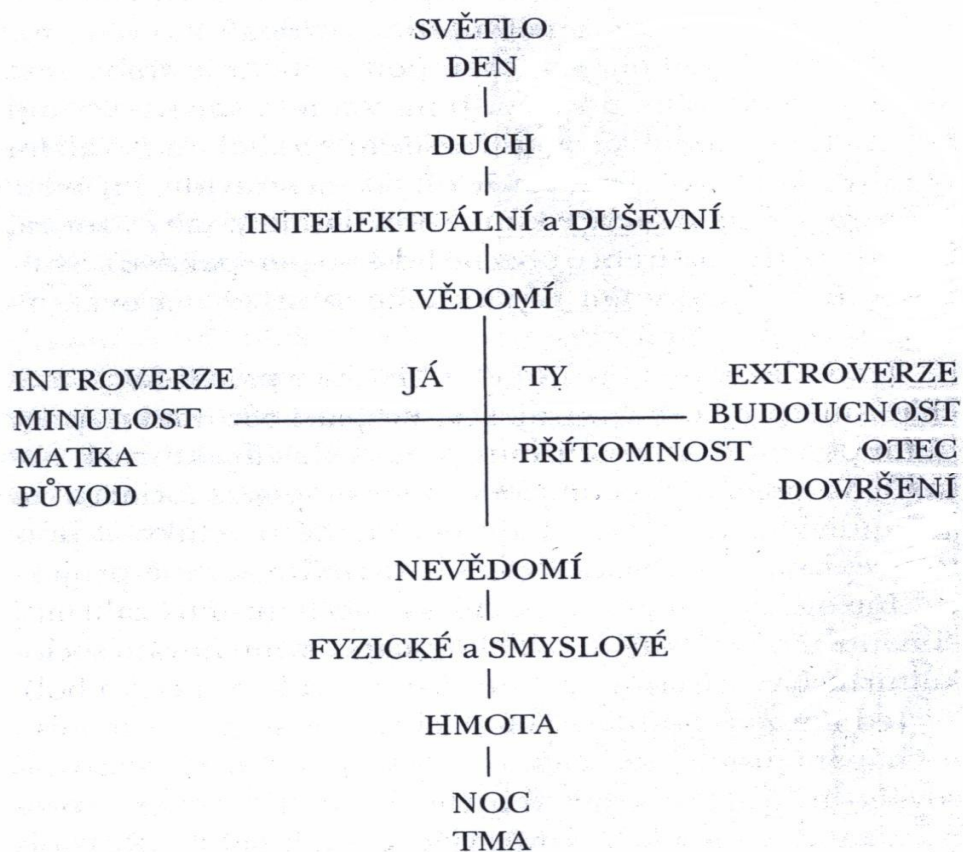 SVĚTLO
DEN
DUCH
INTELEKTUÁLNÍ a DUŠEVNÍ
VĚDOMÍ
INTROVERZE JÁ TY EXTROVERZE
MINULOST BUDOUCNOST
MATKA PŘÍTOMNOST OTEC
PŮVOD DOVRŠENÍ
NEVĚDOMÍ
FYZICKÉ a SMYSLOVÉ
HMOTA
NOC
TMA